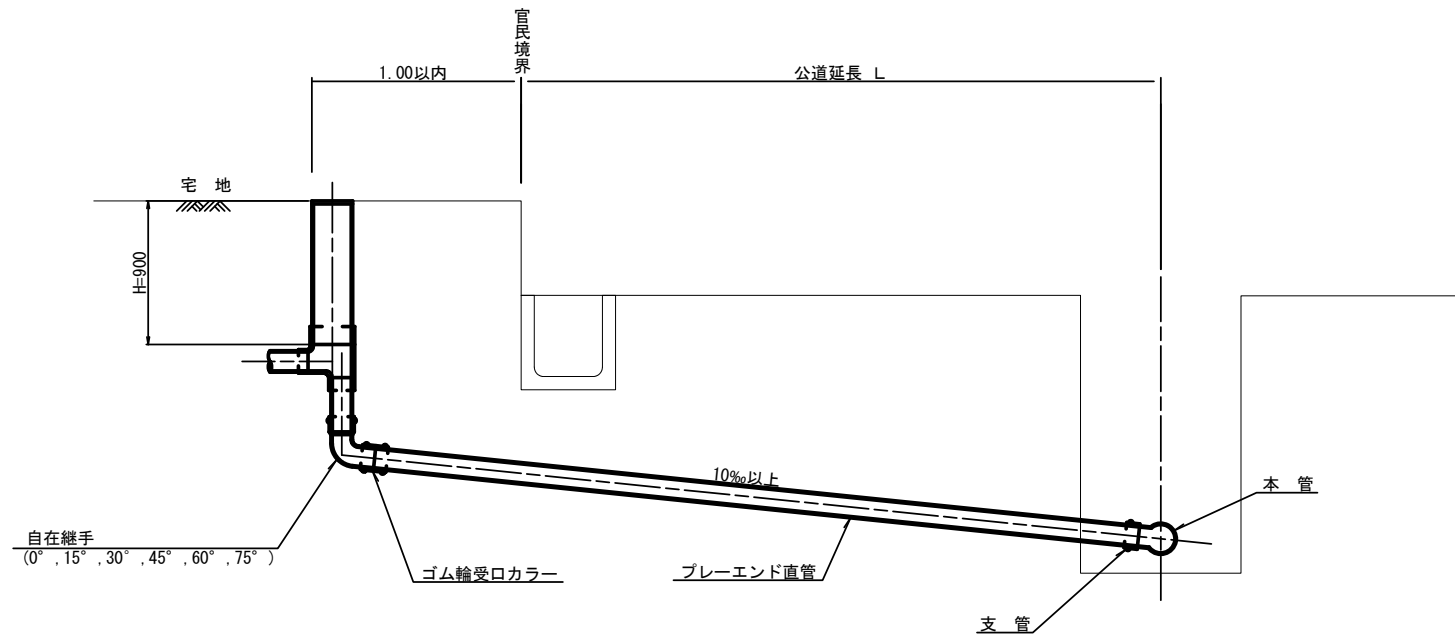 官民境界
1.00以内
公道延長 L
宅 地
H=900
10‰以上
本 管
自在継手
(0°,15°,30°,45°,60°,75°)
ゴム輪受口カラー
プレーエンド直管
支 管